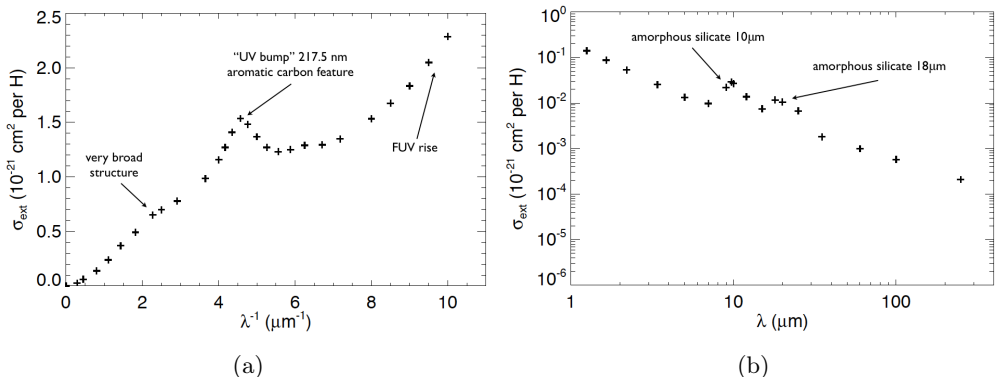 2.5
2.0
1.5
1.0
0.5
0.0
0
2
4
6
8
10
σext (10-21 cm2 per H)
λ-1 (μm-1)
"UV bump" 217.5 nm
aromatic carbon feature
very broad
structure
FUV rise
(a)
100
10-1
10-2
10-3
10-4
10-5
10-6
1
10
100
σext (10-21 cm2 per H)
λ (μm)
amorphous silicate 10μm
amorphous silicate 18μm
(b)